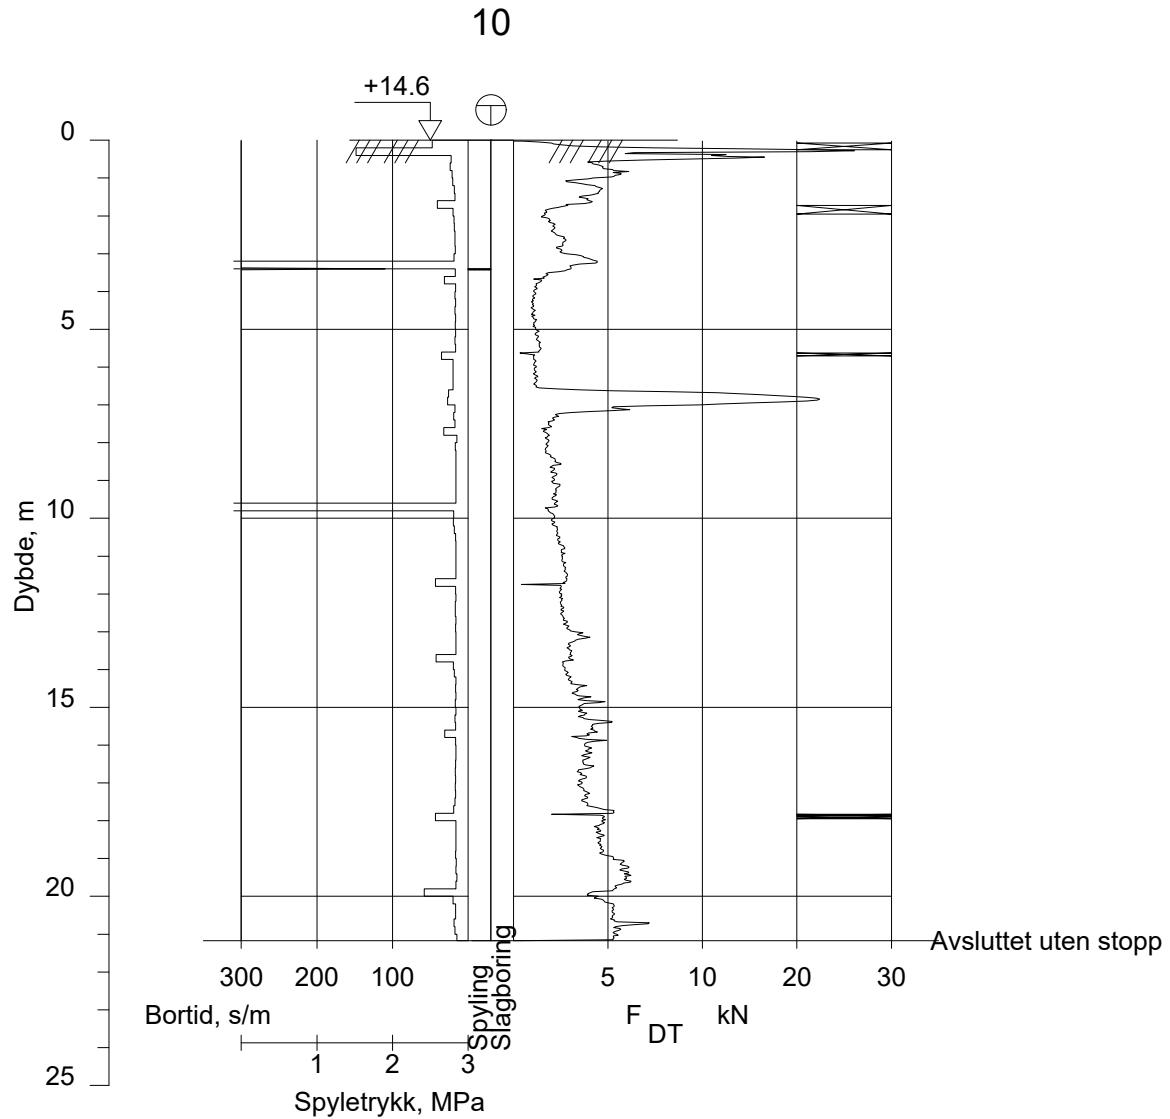 10
+14.6
0
5
10
15
20
25
Dybde, m
Avsluttet uten stopp
300 200 100
5 10 20 30
Bortid, s/m
Spyling
Slagboring
F DT kN
1 2 3
Spyletrykk, MPa